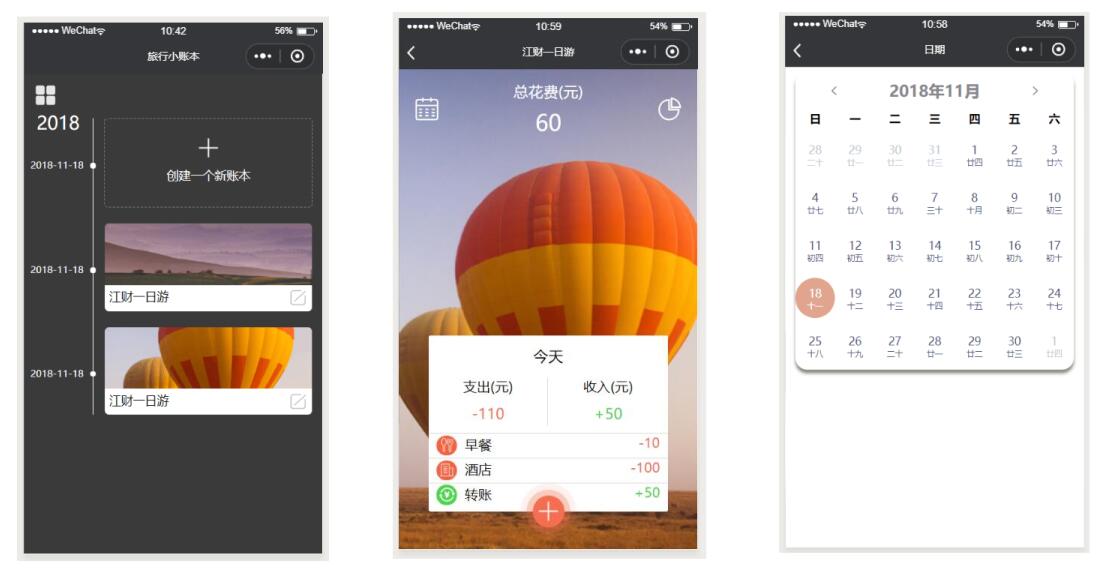 WeChat 10:42 56%
旅行小账本
2018
2018-11-18
创建一个新账本
2018-11-18
江财一日游
2018-11-18
江财一日游
WeChat 10:59 54%
江财一日游
总花费(元)
60
今天
支出(元) 收入(元)
-110 +50
早餐 -10
酒店 -100
转账 +50
WeChat 10:58 54%
日期
2018年11月
日 一 二 三 四 五 六
28 29 30 31 1 2 3
二十 廿一 廿二 廿三 廿四 廿五 廿六
4 5 6 7 8 9 10
廿七 廿八 廿九 三十 十月 初二 初三
11 12 13 14 15 16 17
初四 初五 初六 初七 初八 初九 初十
18 19 20 21 22 23 24
十一 十二 十三 十四 十五 十六 十七
25 26 27 28 29 30 1
十八 十九 二十 廿一 廿二 廿三 廿四